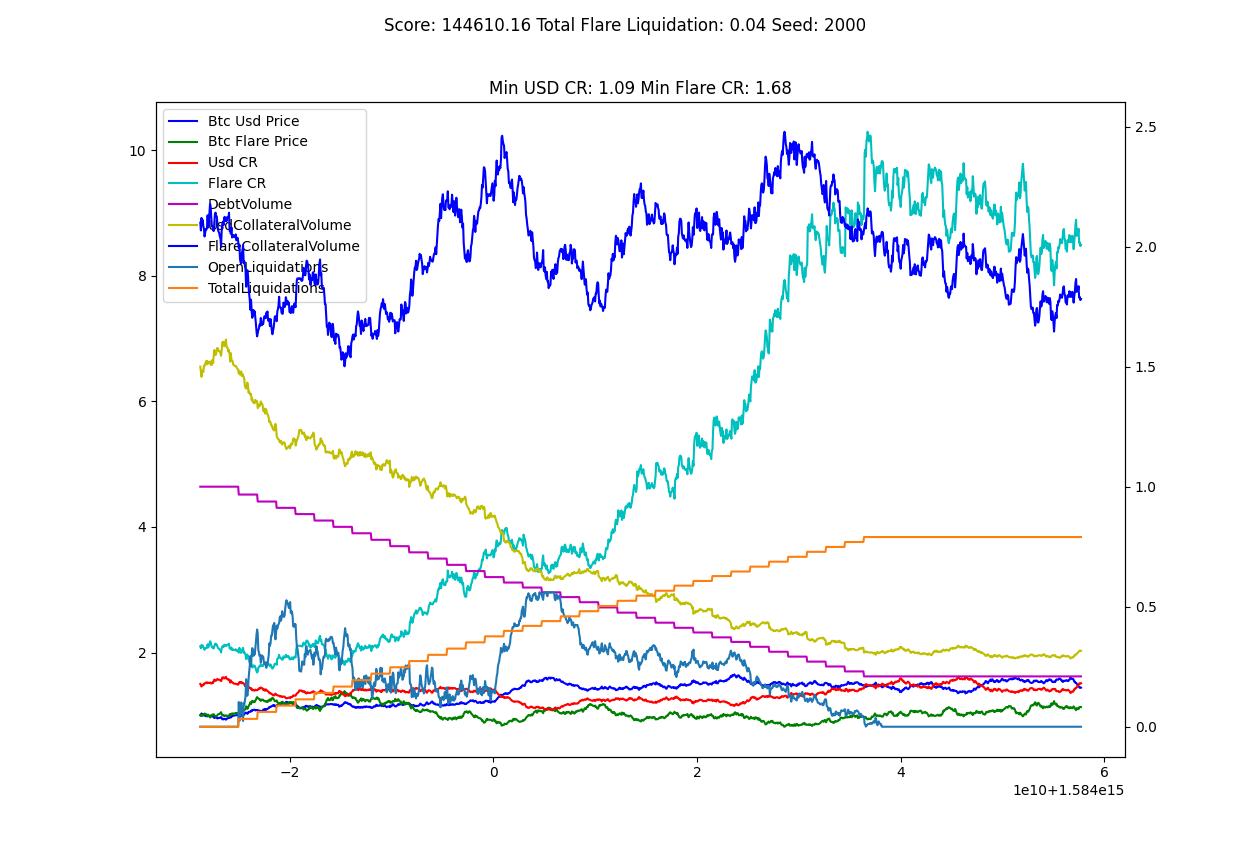 Score: 144610.16 Total Flare Liquidation: 0.04 Seed: 2000
Min USD CR: 1.09 Min Flare CR: 1.68
Btc Usd Price
Btc Flare Price
Usd CR
Flare CR
DebtVolume
UsdCollateralVolume
FlareCollateralVolume
OpenLiquidations
TotalLiquidations
10
8
6
4
2
2.5
2.0
1.5
1.0
0.5
0.0
−2
0
2
4
6
1e10+1.584e15